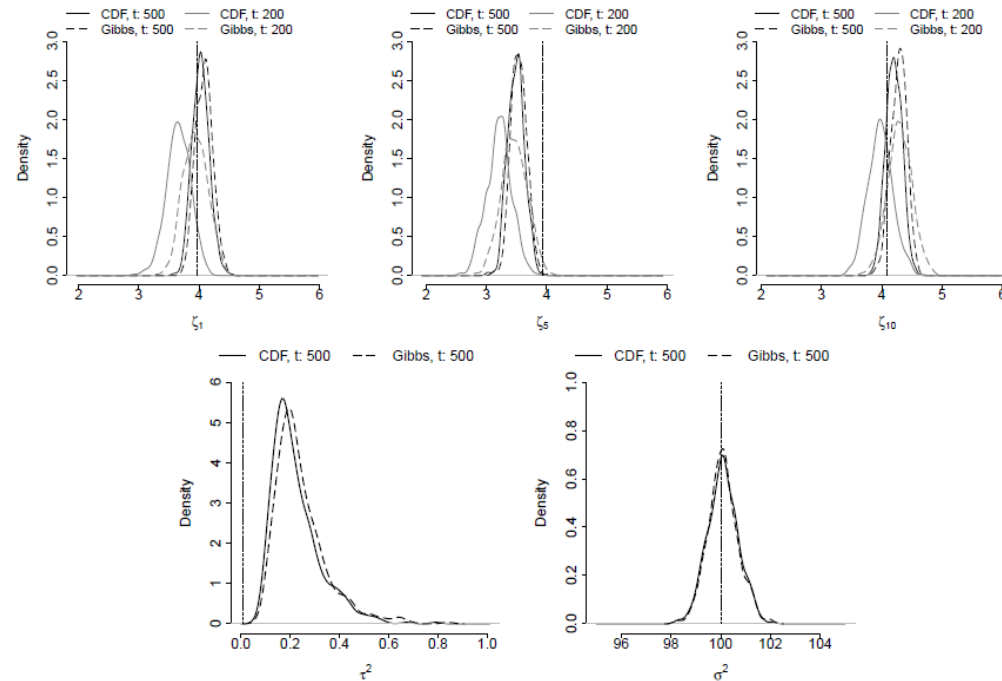 CDF, t: 500 CDF, t: 200
Gibbs, t: 500 Gibbs, t: 200
3.0
2.5
2.0
1.5
1.0
0.5
0.0
Density
2 3 4 5 6
ζ1
CDF, t: 500 CDF, t: 200
Gibbs, t: 500 Gibbs, t: 200
3.0
2.5
2.0
1.5
1.0
0.5
0.0
Density
2 3 4 5 6
ζ5
CDF, t: 500 CDF, t: 200
Gibbs, t: 500 Gibbs, t: 200
3.0
2.5
2.0
1.5
1.0
0.5
0.0
Density
2 3 4 5 6
ζ10
CDF, t: 500 Gibbs, t: 500
6
5
4
3
2
1
0
Density
0.0 0.2 0.4 0.6 0.8 1.0
τ²
CDF, t: 500 Gibbs, t: 500
1.0
0.8
0.6
0.4
0.2
0.0
Density
96 98 100 102 104
σ²